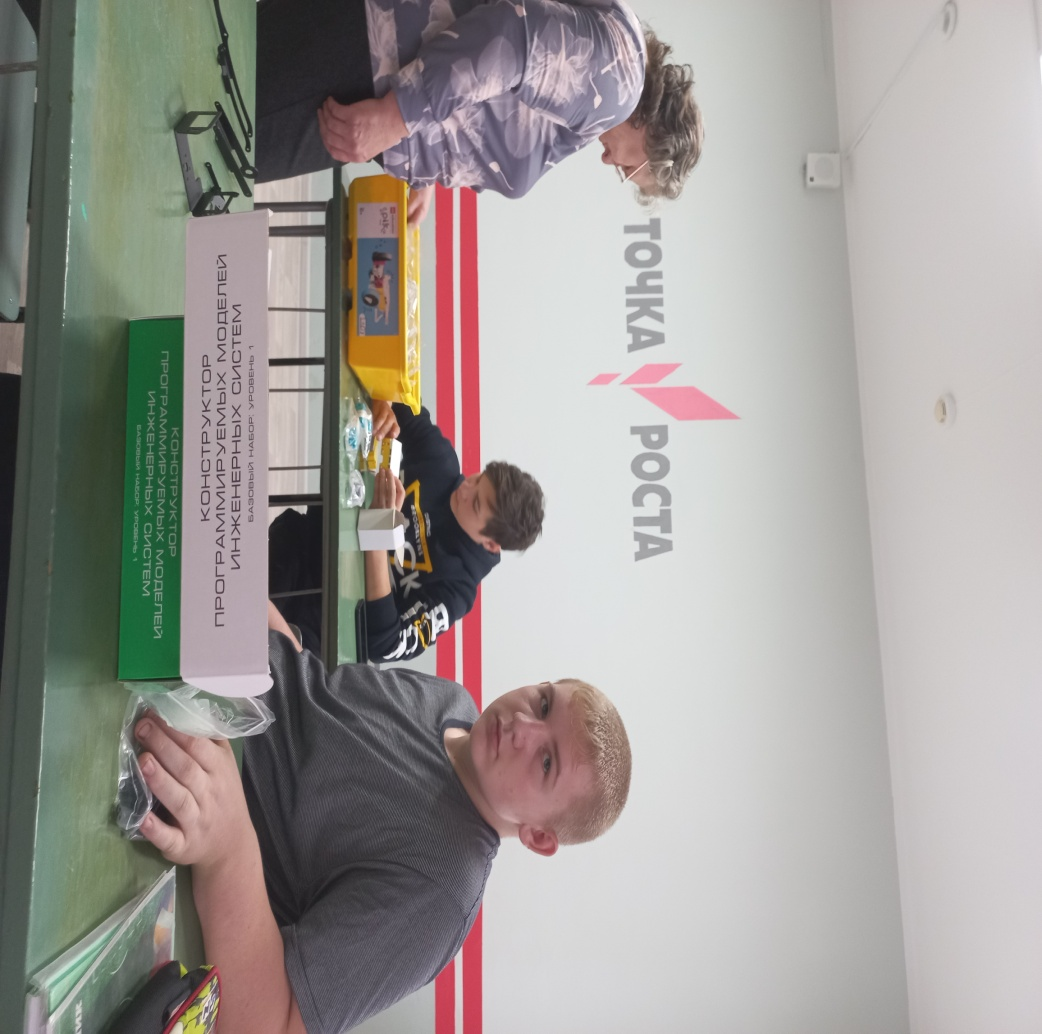 ТОЧКА РОСТА
КОНСТРУКТОР
ПРОГРАММИРУЕМЫХ МОДЕЛЕЙ
ИНЖЕНЕРНЫХ СИСТЕМ
БАЗОВЫЙ НАБОР: УРОВЕНЬ 1
КОНСТРУКТОР
ПРОГРАММИРУЕМЫХ МОДЕЛЕЙ
ИНЖЕНЕРНЫХ СИСТЕМ
БАЗОВЫЙ НАБОР: УРОВЕНЬ 1